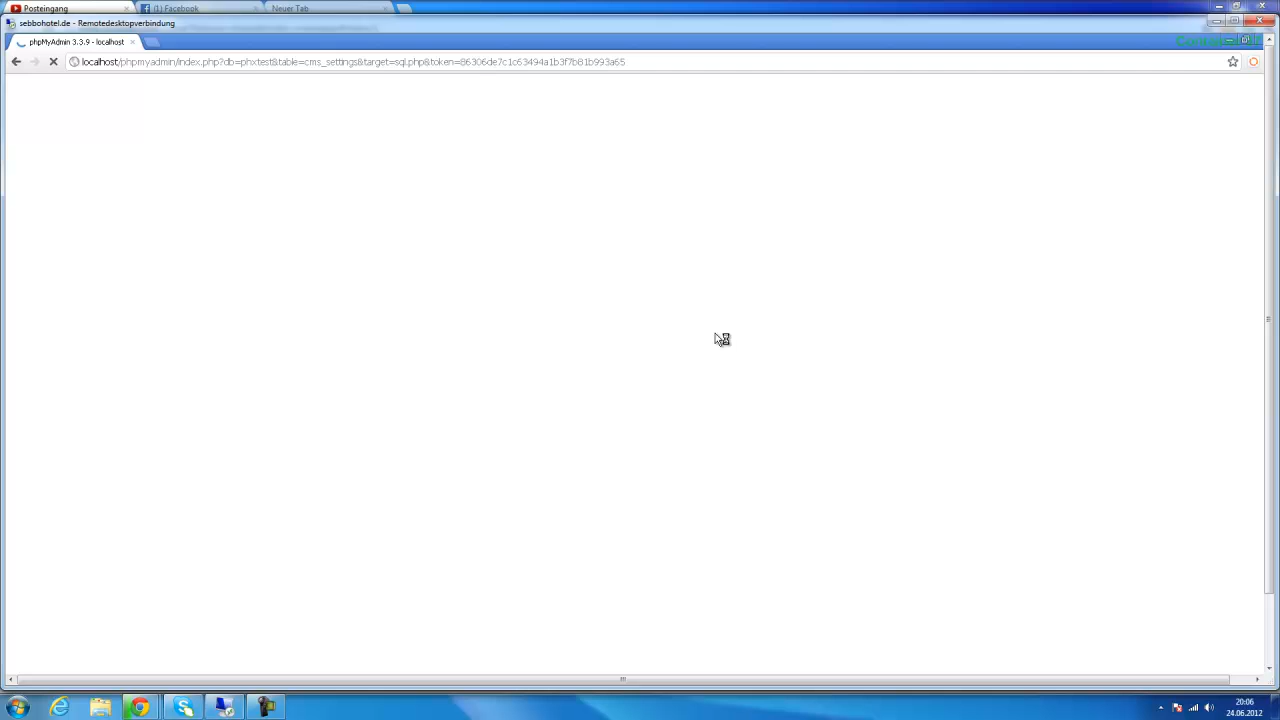 Posteingang
(1) Facebook
Neuer Tab
sebbohotel.de - Remotedesktopverbindung
phpMyAdmin 3.3.9 - localhost
localhost/phpmyadmin/index.php?db=phxtest&table=cms_settings&target=sql.php&token=86306de7c1c63494a1b3f7b81b993a65
20:06
24.06.2012